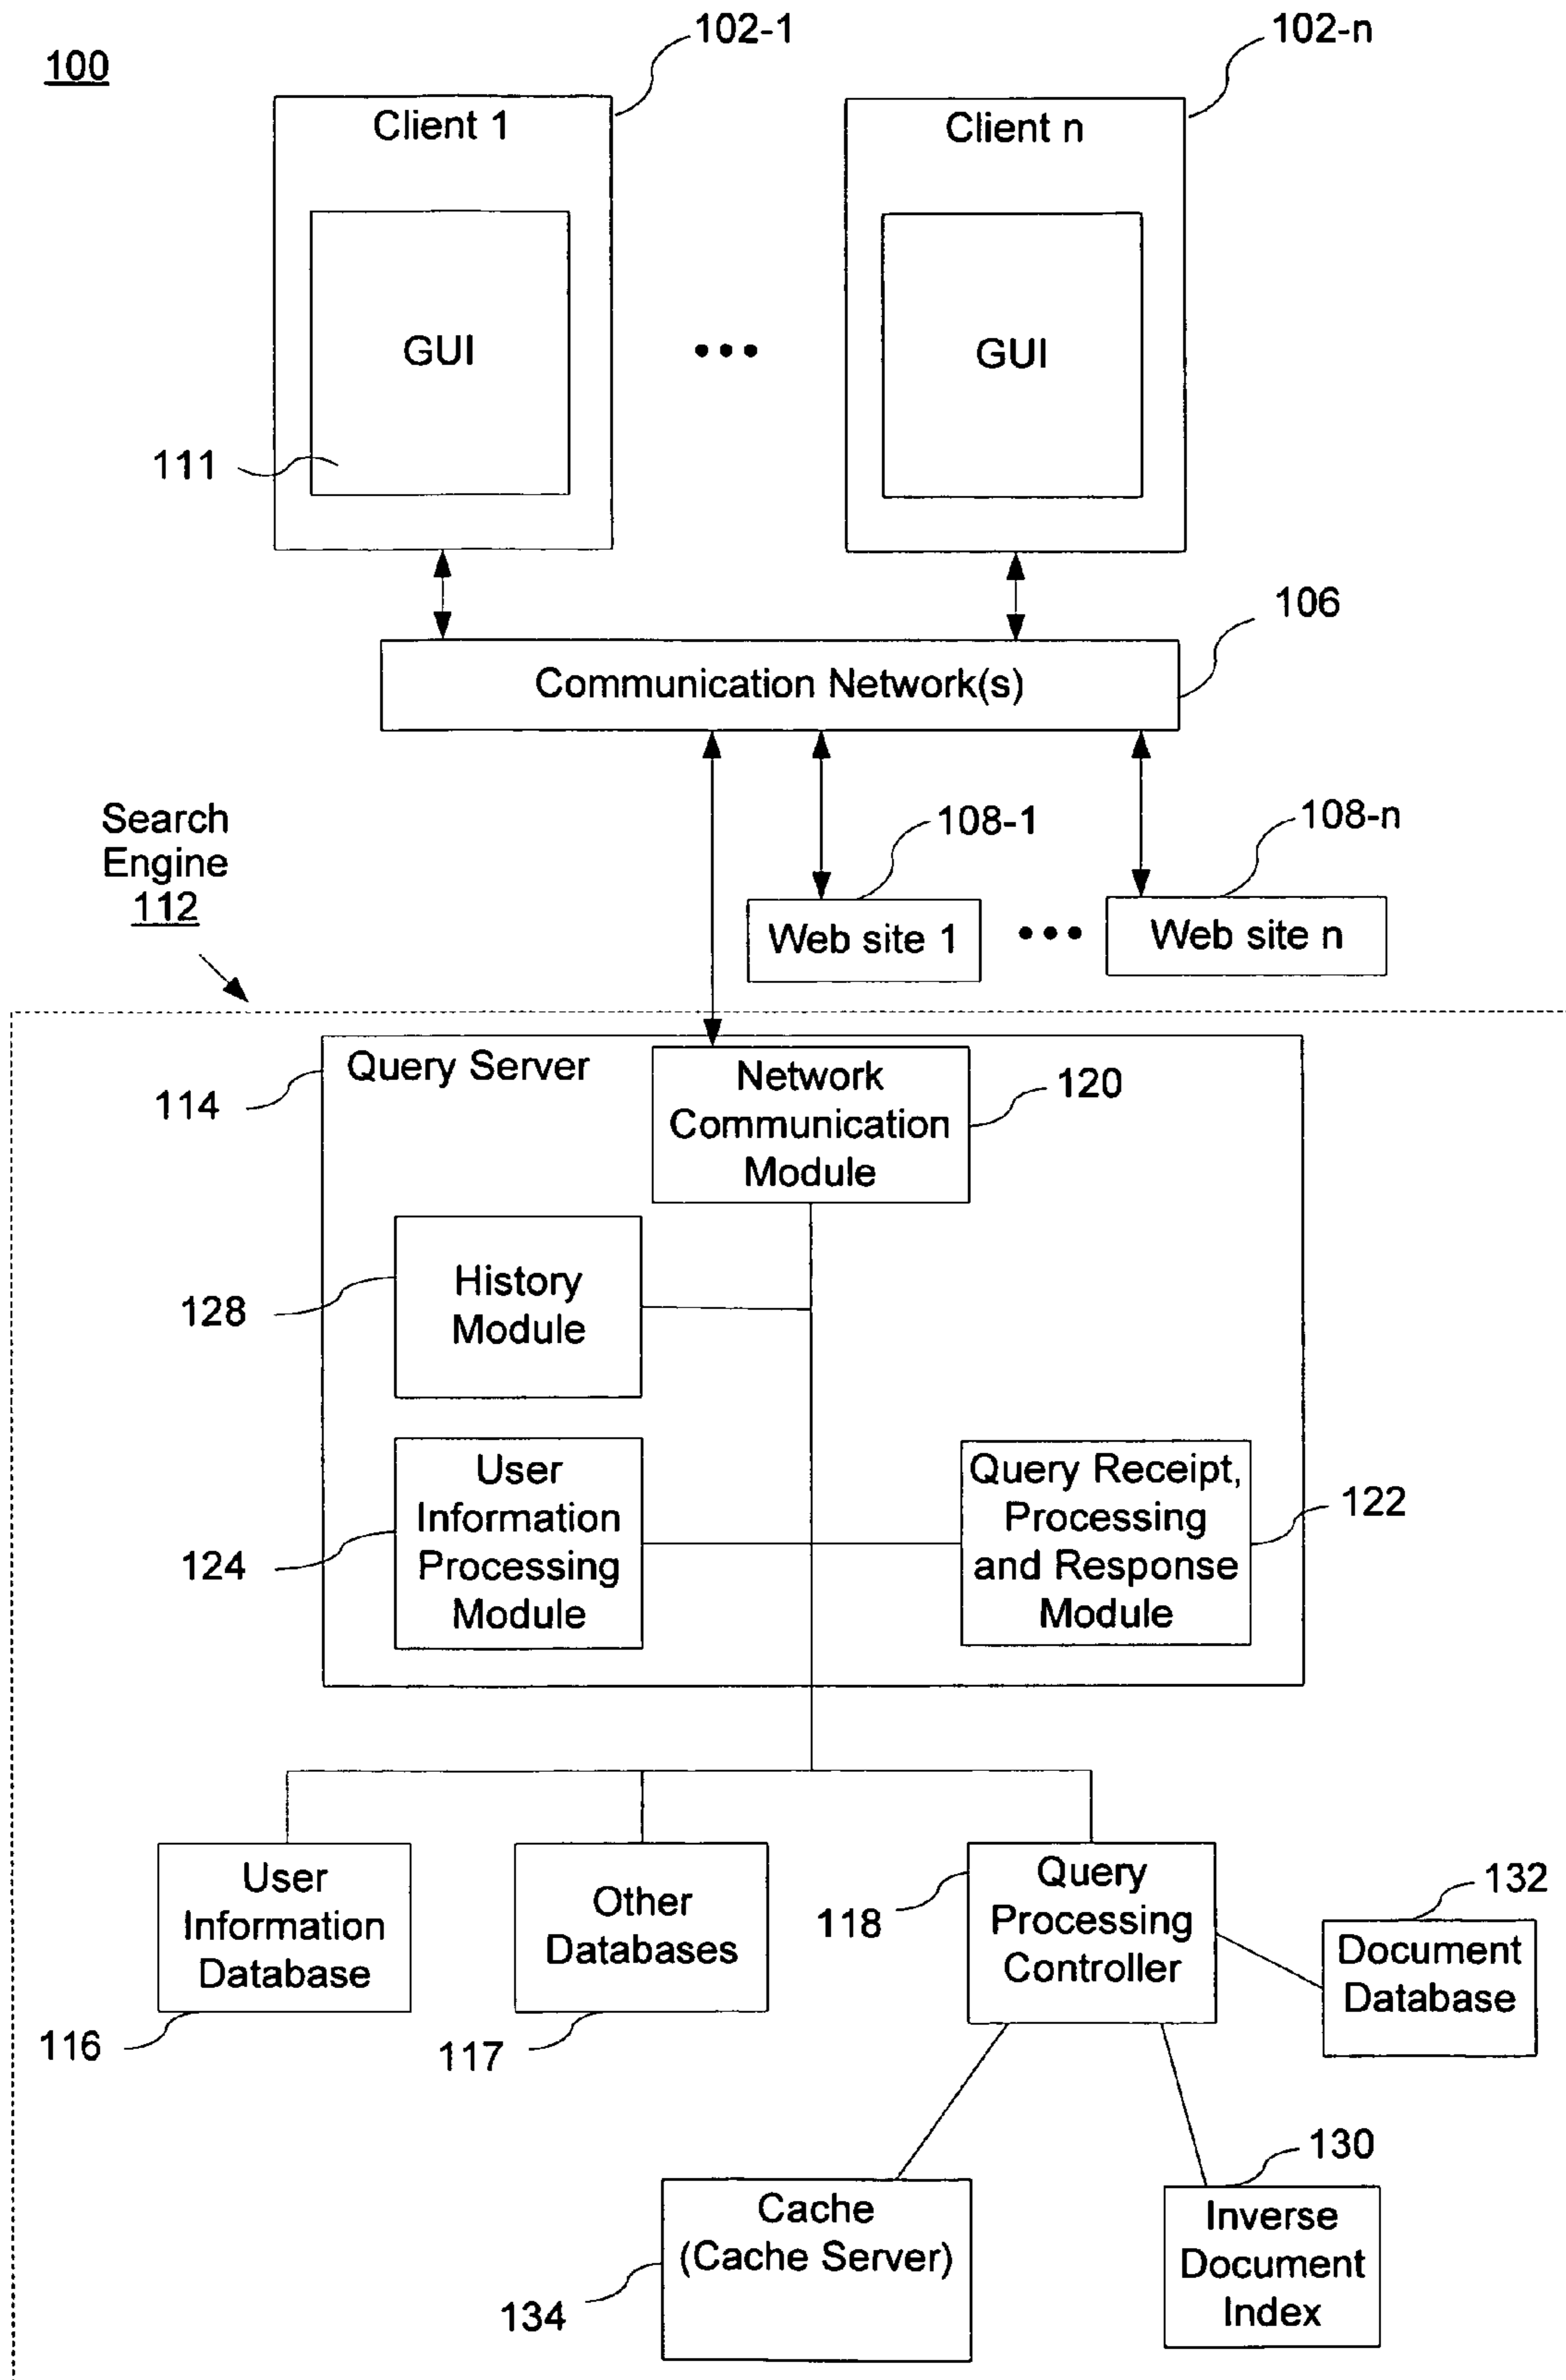 100
102-1
102-n
Client 1
Client n
GUI
GUI
111
106
Communication Network(s)
Search
Engine
112
108-1
108-n
Web site 1
Web site n
Query Server
114
Network
Communication
Module
120
History
Module
128
User
Information
Processing
Module
124
Query Receipt,
Processing
and Response
Module
122
User
Information
Database
116
Other
Databases
117
Query
Processing
Controller
118
132
Document
Database
130
Cache
(Cache Server)
134
Inverse
Document
Index